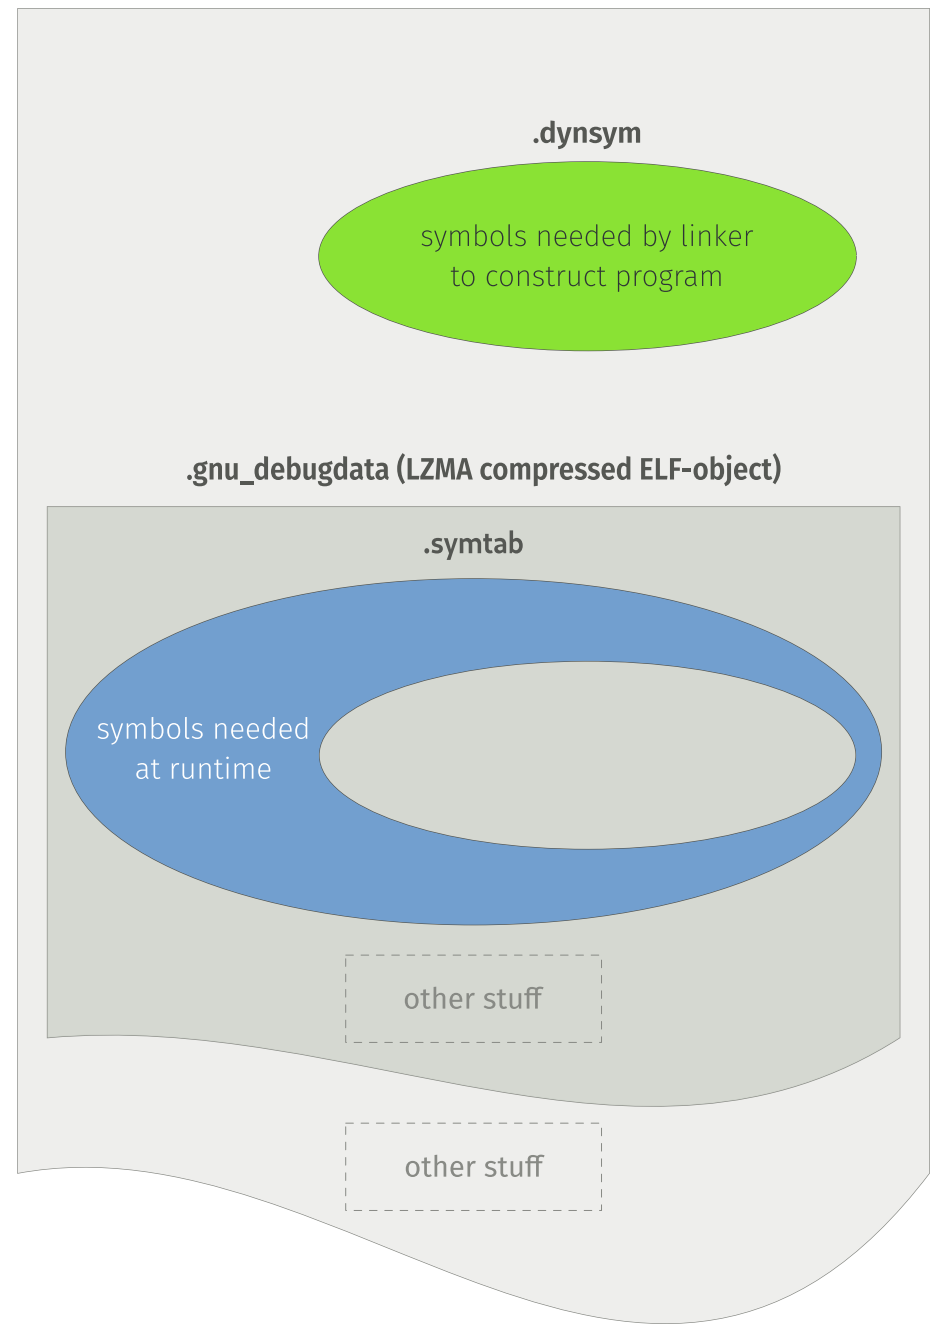 .dynsym
symbols needed by linker
to construct program
.gnu_debugdata (LZMA compressed ELF-object)
.symtab
symbols needed
at runtime
other stuff
other stuff